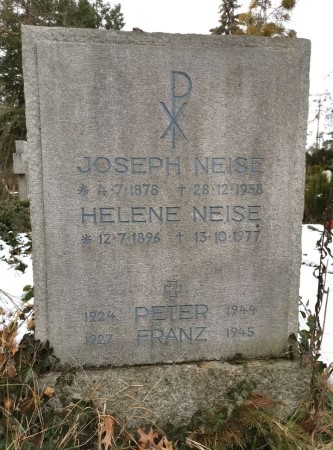 JOSEPH NEISE
* 4·7·1878 + 28·12·1958
HELENE NEISE
* 12·7·1896 + 13·10·1977
1924 PETER 1944
1927 FRANZ 1945